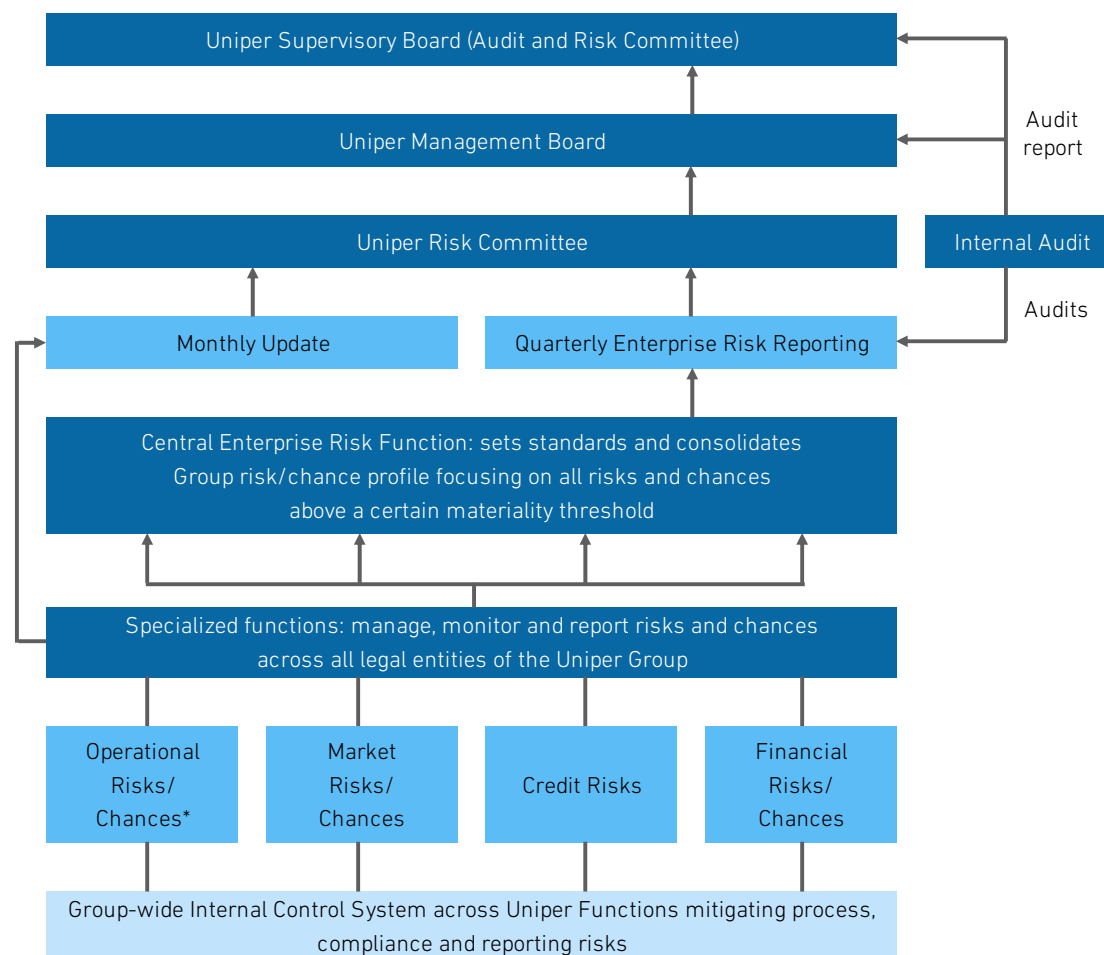 Uniper Supervisory Board (Audit and Risk Committee)
Audit
report
Uniper Management Board
Uniper Risk Committee
Internal Audit
Audits
Monthly Update
Quarterly Enterprise Risk Reporting
Central Enterprise Risk Function: sets standards and consolidates
Group risk/chance profile focusing on all risks and chances
above a certain materiality threshold
Specialized functions: manage, monitor and report risks and chances
across all legal entities of the Uniper Group
Operational
Risks/
Chances*
Market
Risks/
Chances
Credit Risks
Financial
Risks/
Chances
Group-wide Internal Control System across Uniper Functions mitigating process,
compliance and reporting risks